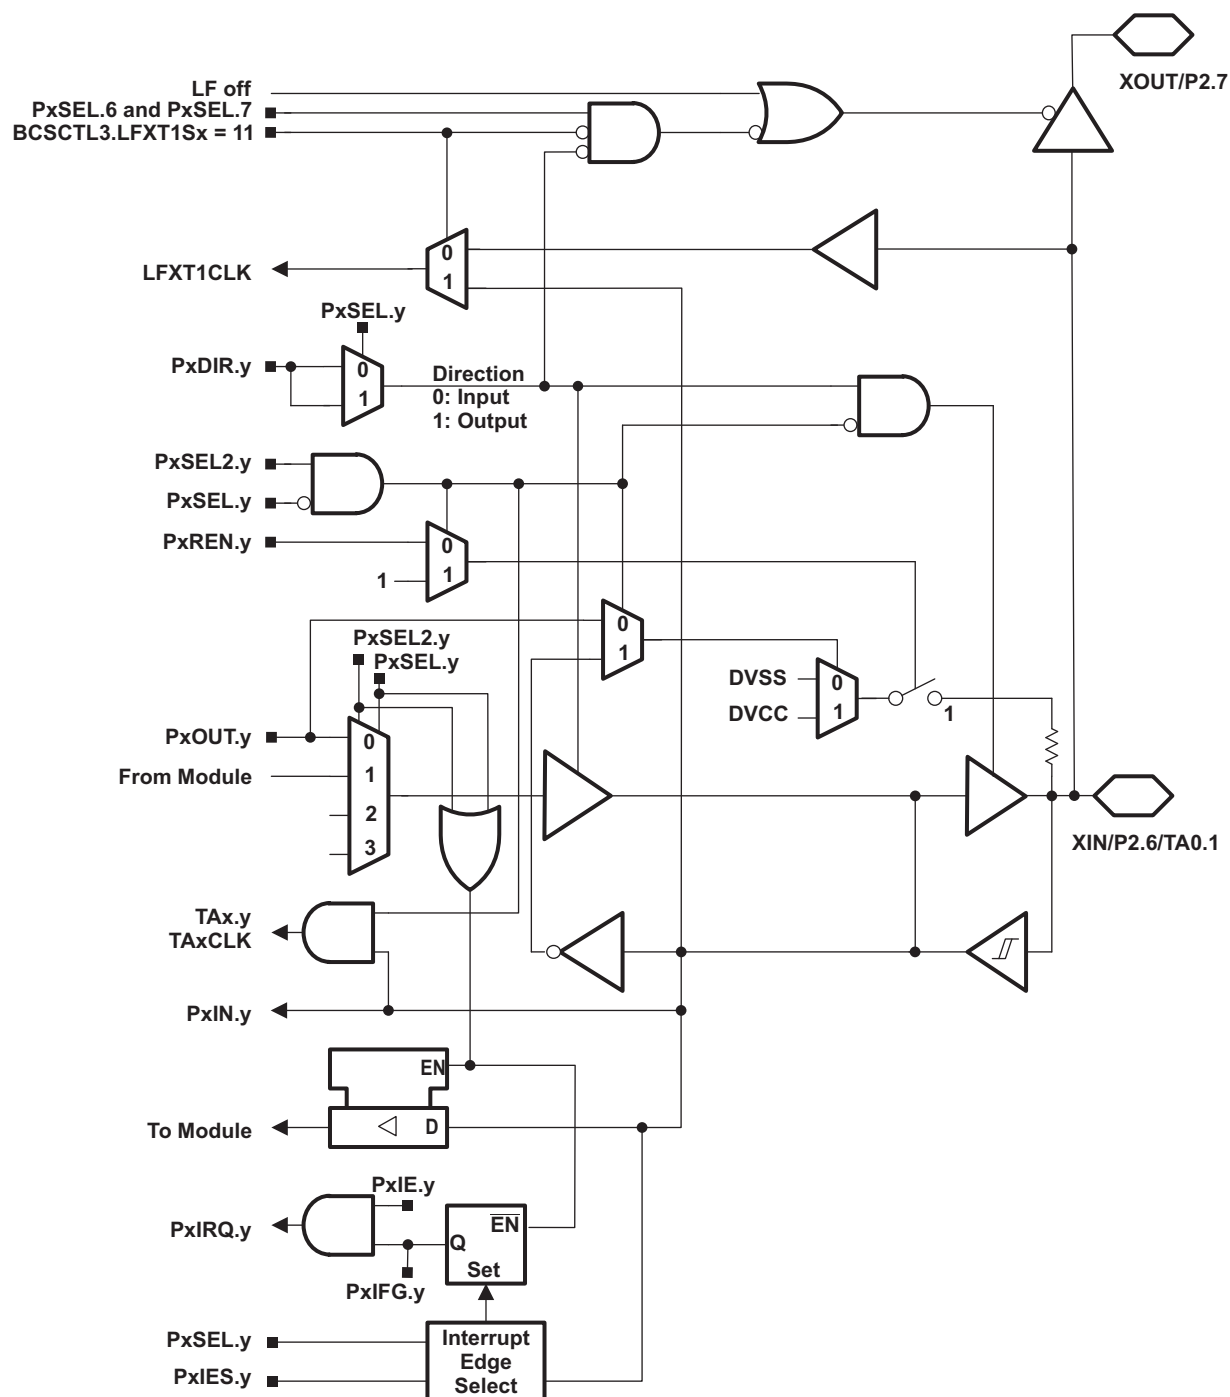 XOUT/P2.7
LF off
PxSEL.6 and PxSEL.7
BCSCTL3.LFXT1Sx = 11
0
1
LFXT1CLK
PxSEL.y
PxDIR.y
0
1
Direction
0: Input
1: Output
PxSEL2.y
PxSEL.y
PxREN.y
0
1
1
0
1
PxSEL2.y
PxSEL.y
DVSS
DVCC
0
1
1
PxOUT.y
From Module
0
1
2
3
XIN/P2.6/TA0.1
TAx.y
TAxCLK
PxIN.y
EN
To Module
D
PxIE.y
PxIRQ.y
EN
Q
Set
PxIFG.y
PxSEL.y
PxIES.y
Interrupt
Edge
Select